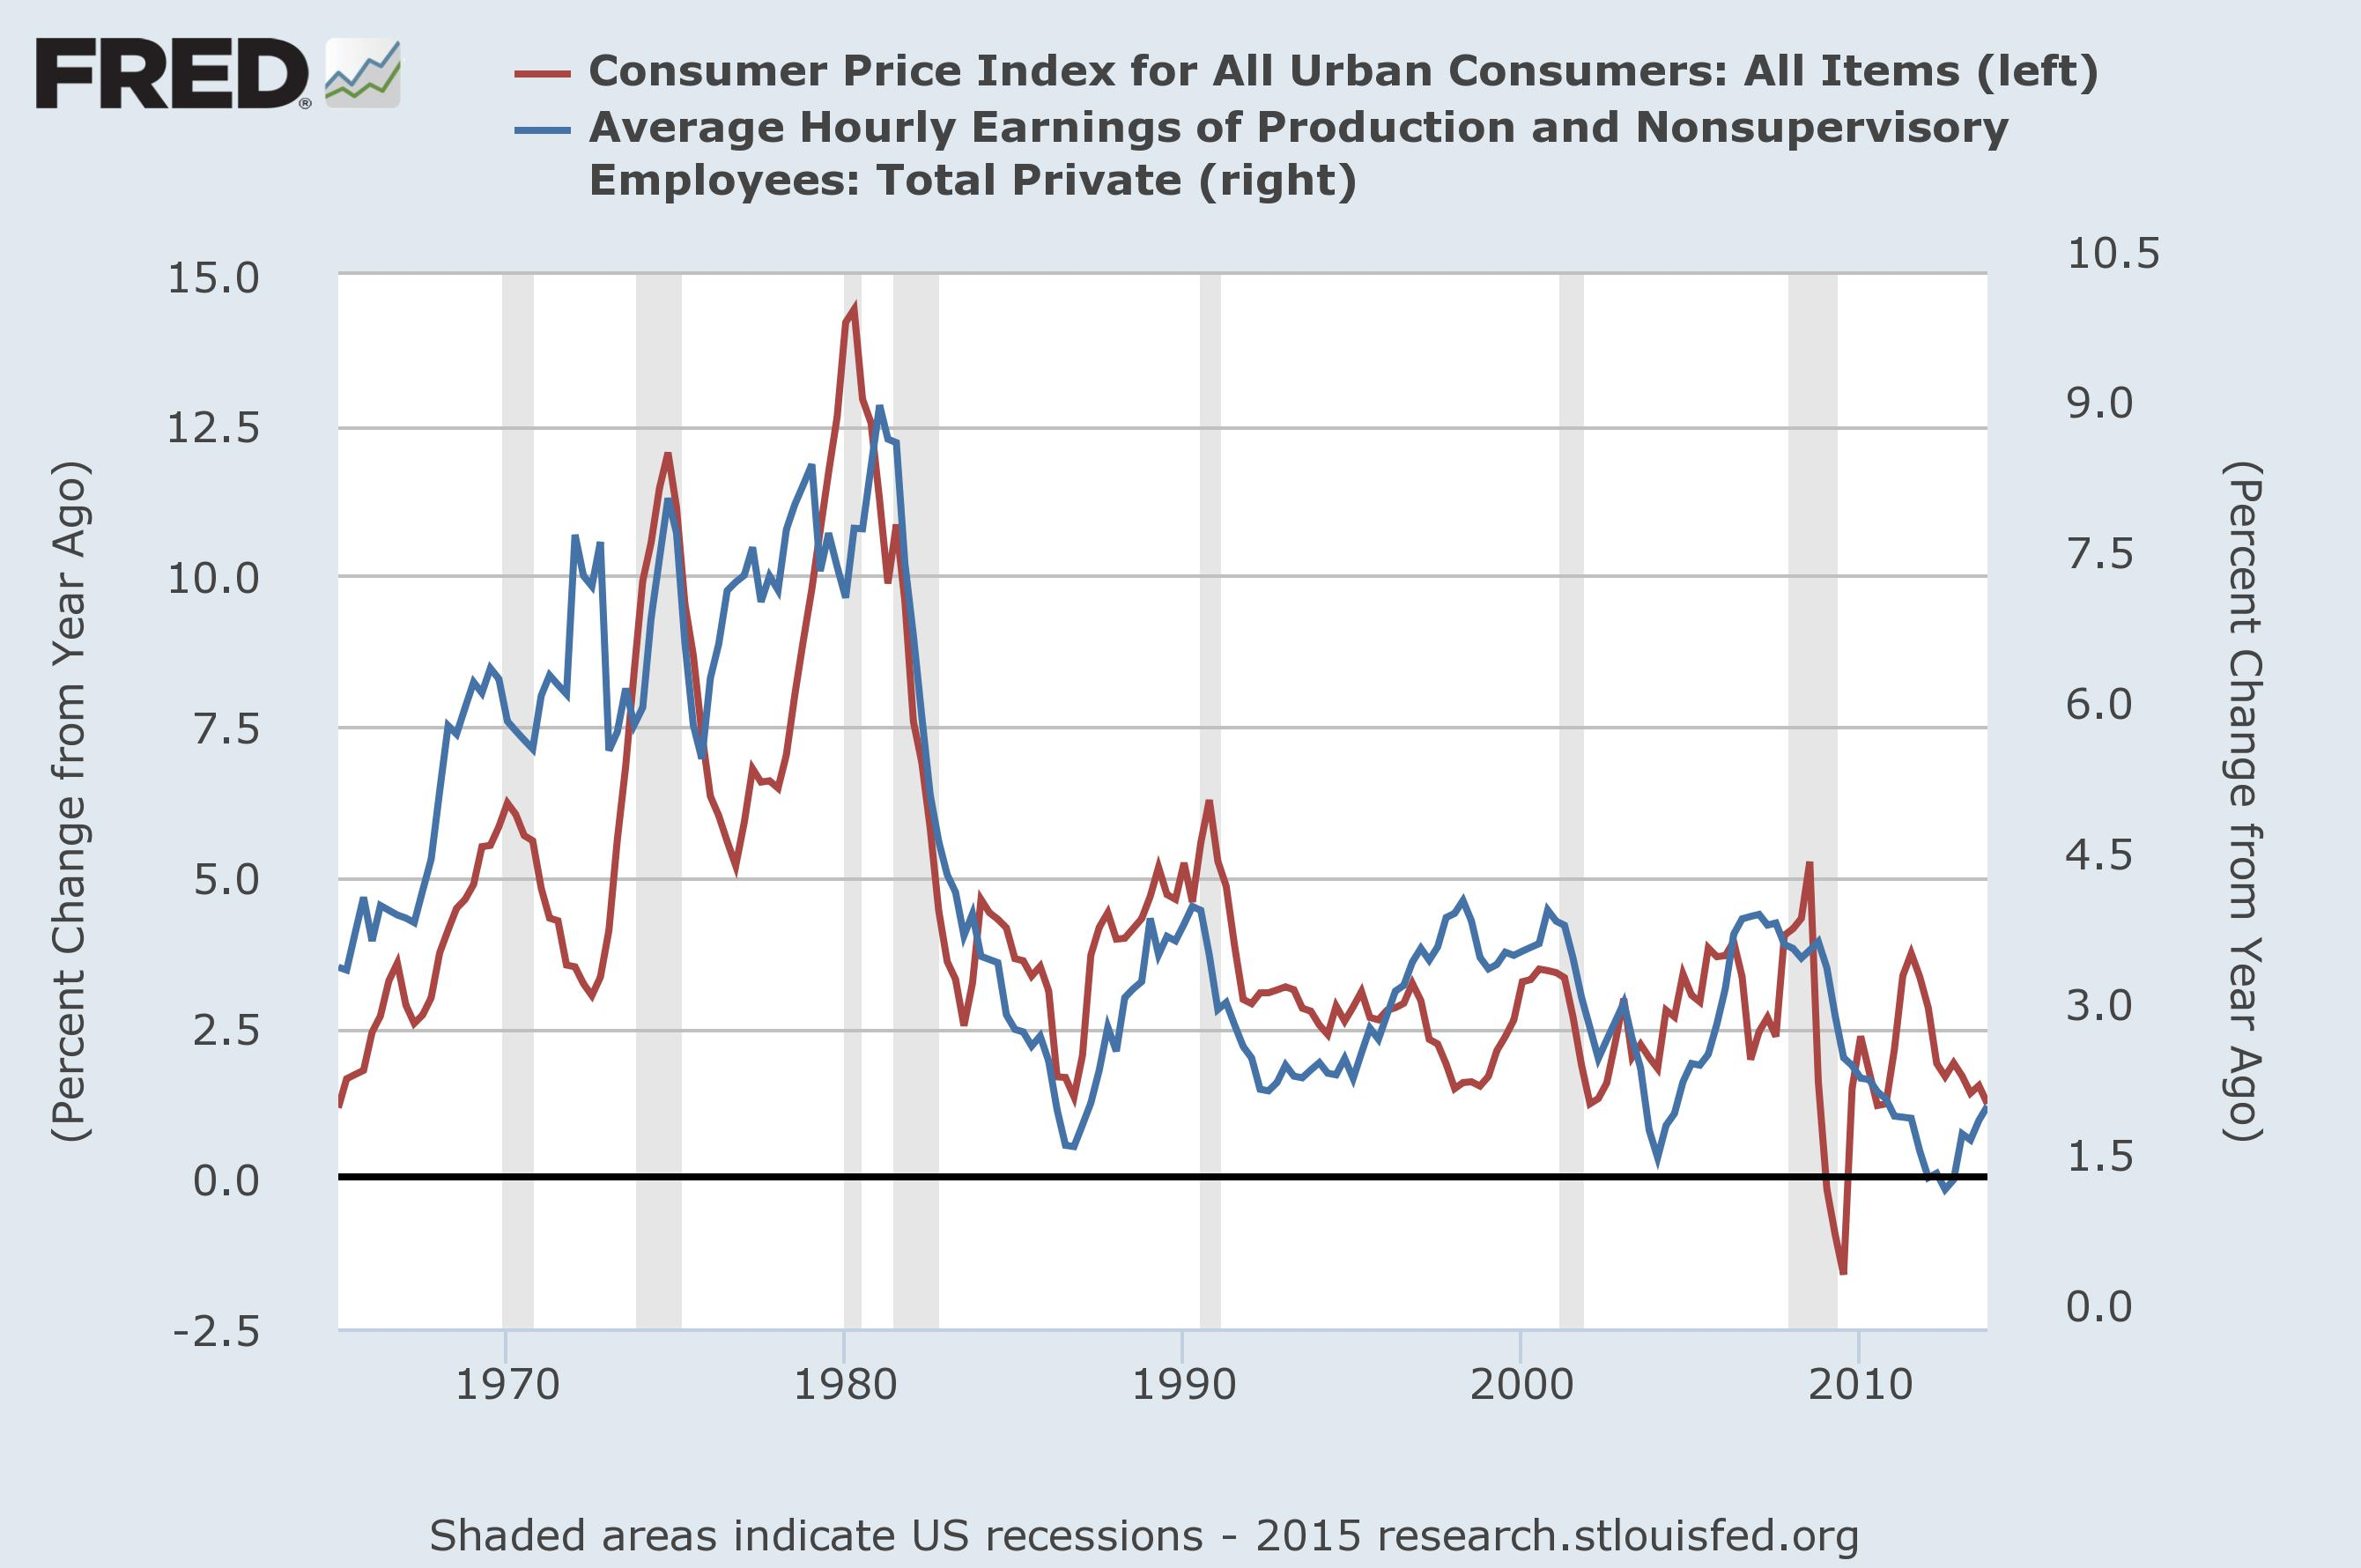 FRED®
Consumer Price Index for All Urban Consumers: All Items (left)
Average Hourly Earnings of Production and Nonsupervisory
Employees: Total Private (right)
(Percent Change from Year Ago)
15.0
12.5
10.0
7.5
5.0
2.5
0.0
-2.5
10.5
9.0
7.5
6.0
4.5
3.0
1.5
0.0
(Percent Change from Year Ago)
1970 1980 1990 2000 2010
Shaded areas indicate US recessions - 2015 research.stlouisfed.org